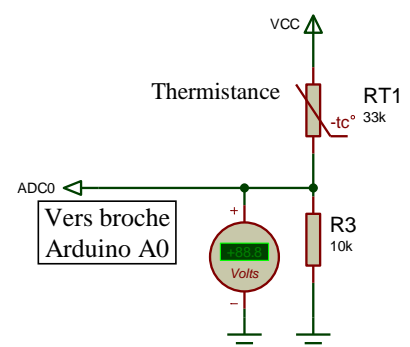 VCC
Thermistance
RT1
-tc°
33k
ADC0
Vers broche
Arduino A0
+
+88.8
Volts
−
R3
10k